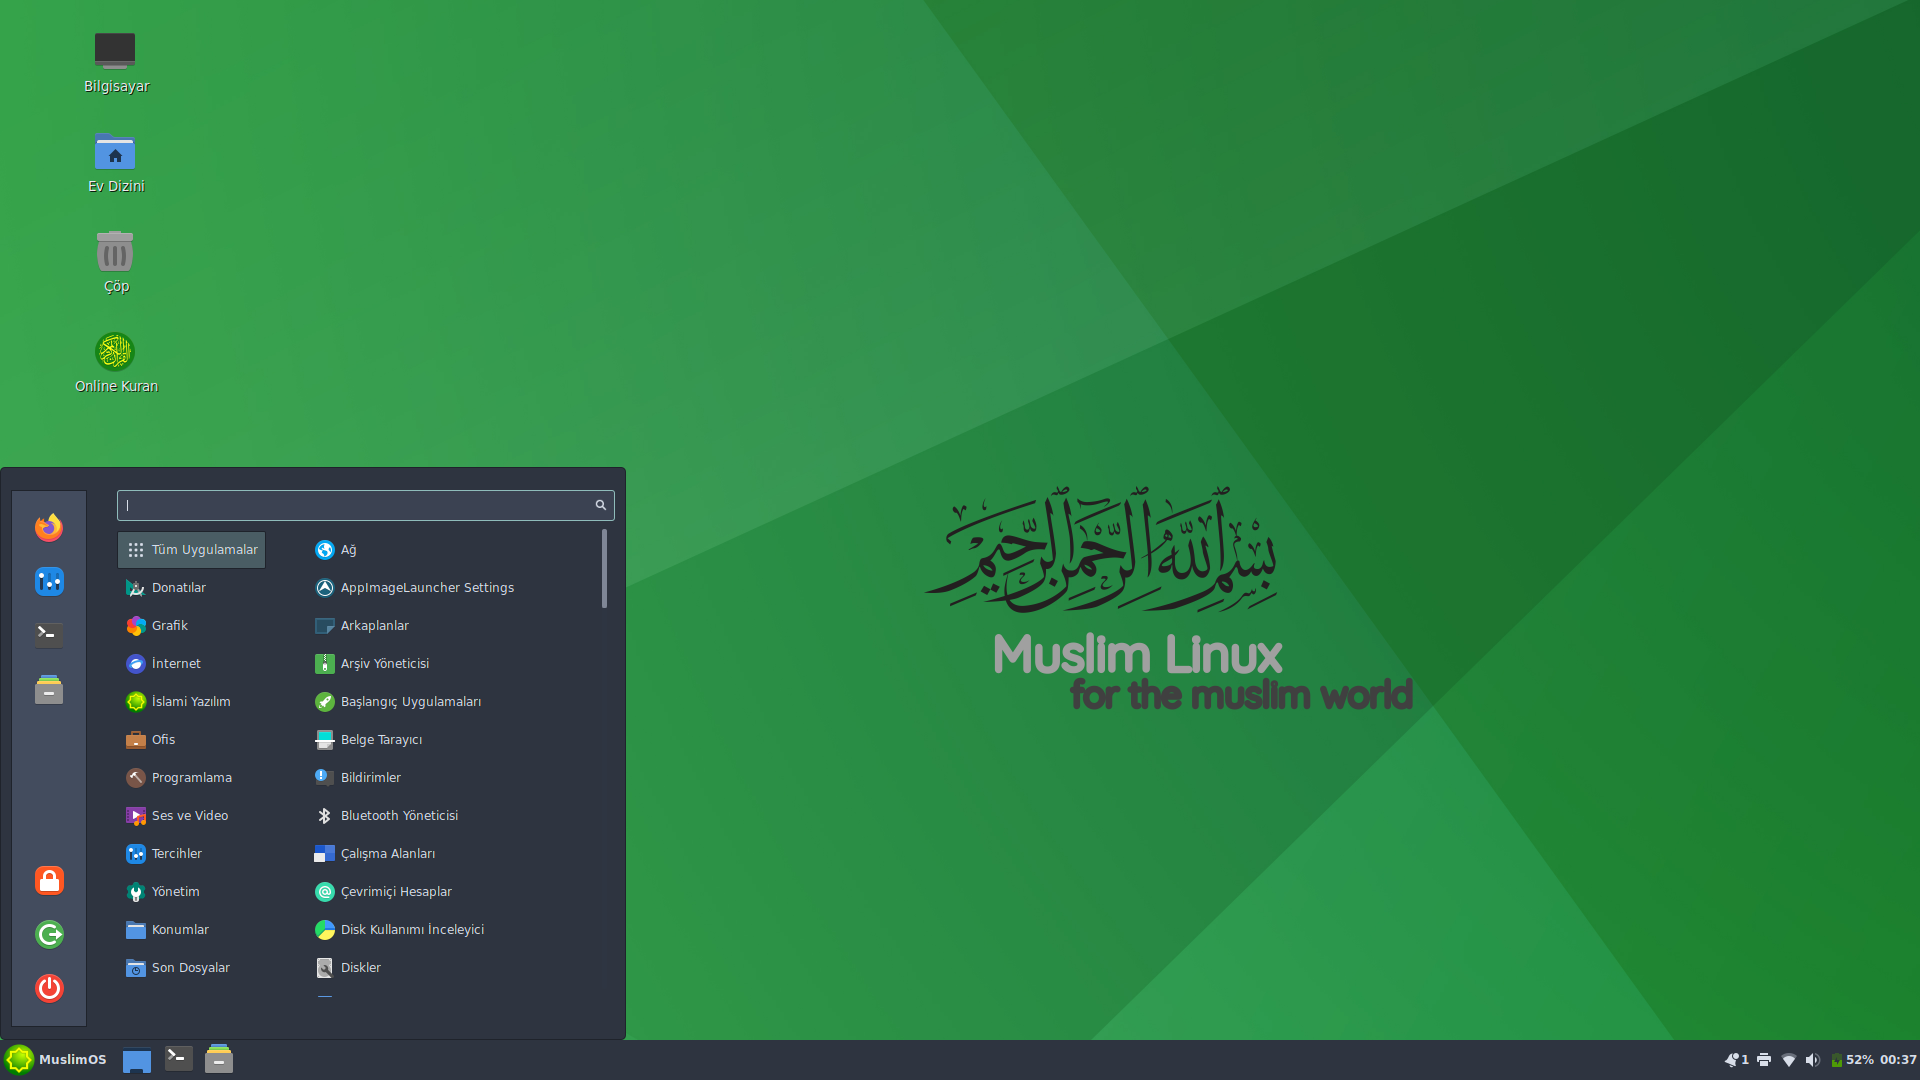 Bilgisayar
Ev Dizini
Çöp
Online Kuran
Tüm Uygulamalar
Donatılar
Grafik
İnternet
İslami Yazılım
Ofis
Programlama
Ses ve Video
Tercihler
Yönetim
Konumlar
Son Dosyalar
Ağ
AppImageLauncher Settings
Arkaplanlar
Arşiv Yöneticisi
Başlangıç Uygulamaları
Belge Tarayıcı
Bildirimler
Bluetooth Yöneticisi
Çalışma Alanları
Çevrimiçi Hesaplar
Disk Kullanımı İnceleyici
Diskler
بسم الله الرحمن الرحيم
Muslim Linux
for the muslim world
MuslimOS
1
52% 00:37